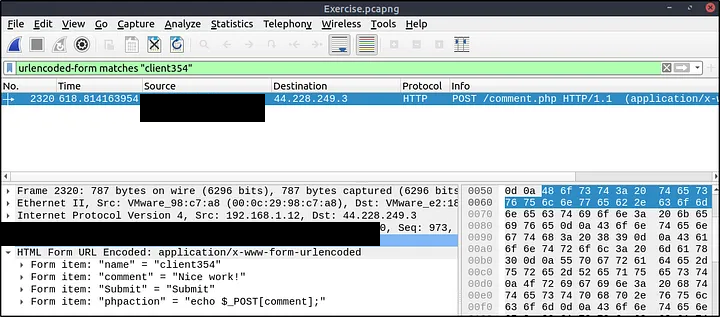 Exercise.pcapng
File Edit View Go Capture Analyze Statistics Telephony Wireless Tools Help
urlencoded-form matches "client354"
No. Time Source Destination Protocol Info
2320 618.814163954 44.228.249.3 HTTP POST /comment.php HTTP/1.1 (application/x-w
Frame 2320: 787 bytes on wire (6296 bits), 787 bytes captured (6296 bits
Ethernet II, Src: VMware_98:c7:a8 (00:0c:29:98:c7:a8), Dst: VMware_e2:18
Internet Protocol Version 4, Src: 192.168.1.12, Dst: 44.228.249.3
0, Seq: 973,
HTML Form URL Encoded: application/x-www-form-urlencoded
Form item: "name" = "client354"
Form item: "comment" = "Nice work!"
Form item: "Submit" = "Submit"
Form item: "phpaction" = "echo $_POST[comment];"
0050 0d 0a 48 6f 73 74 3a 20 74 65 73
0060 76 75 6c 6e 77 65 62 2e 63 6f 6d
0070 6e 65 63 74 69 6f 6e 3a 20 6b 65
0080 69 76 65 0d 0a 43 6f 6e 74 65 6e
0090 67 74 68 3a 20 38 39 0d 0a 43 61
00a0 6f 6e 74 72 6f 6c 3a 20 6d 61 78
00b0 30 0d 0a 55 70 67 72 61 64 65 2d
00c0 75 72 65 2d 52 65 71 75 65 73 74
00d0 0a 4f 72 69 67 69 6e 3a 20 68 74
00e0 74 65 73 74 70 68 70 2e 76 75 6c
00f0 63 6f 6d 0d 0a 43 6f 6e 74 65 6e